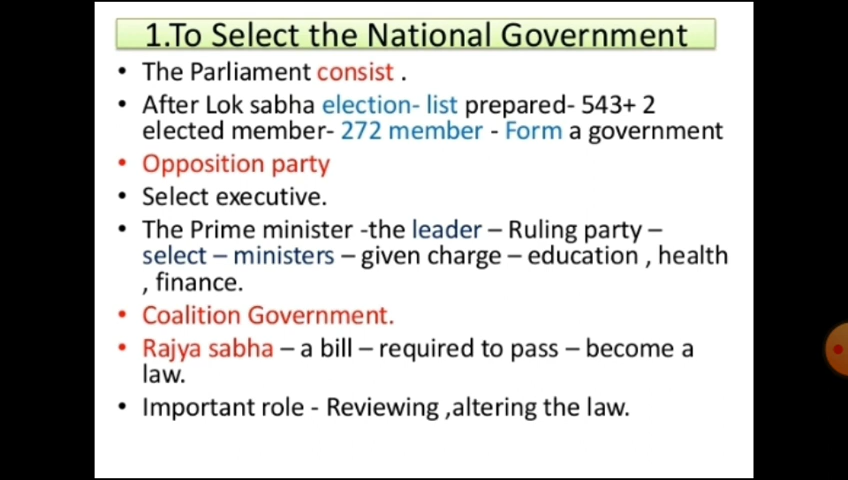 1.To Select the National Government
• The Parliament consist .
• After Lok sabha election- list prepared- 543+ 2
elected member- 272 member - Form a government
• Opposition party
• Select executive.
• The Prime minister -the leader – Ruling party –
select – ministers – given charge – education , health
, finance.
• Coalition Government.
• Rajya sabha – a bill – required to pass – become a
law.
• Important role - Reviewing ,altering the law.